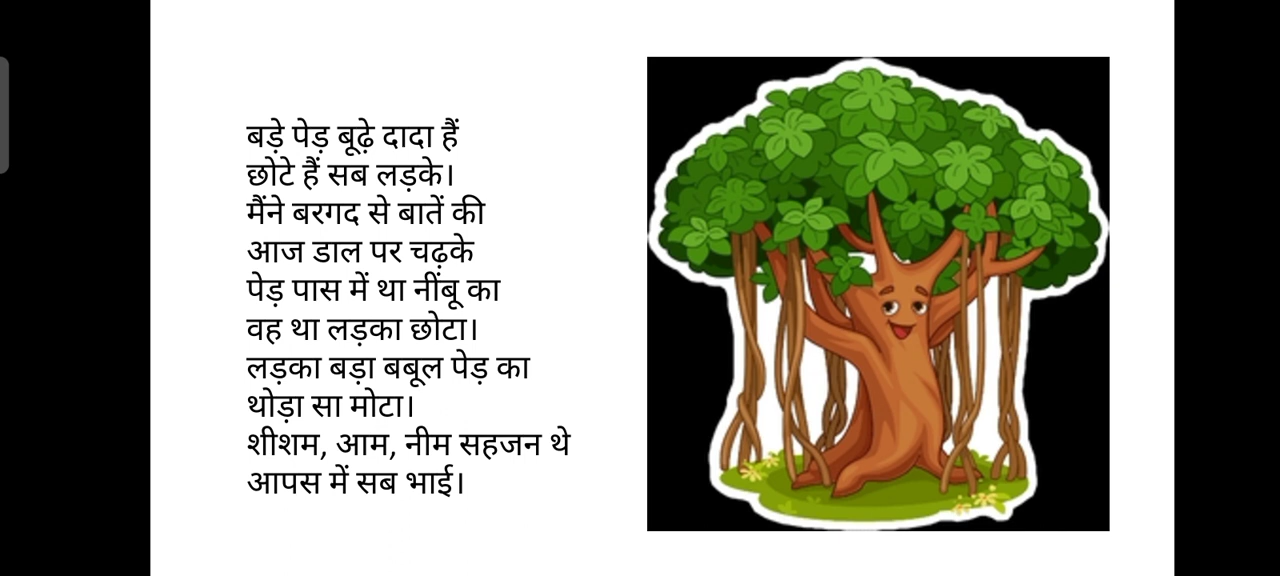 बड़े पेड़ बूढ़े दादा हैं
छोटे हैं सब लड़के।
मैंने बरगद से बातें की
आज डाल पर चढ़के
पेड़ पास में था नींबू का
वह था लड़का छोटा।
लड़का बड़ा बबूल पेड़ का
थोड़ा सा मोटा।
शीशम, आम, नीम सहजन थे
आपस में सब भाई।